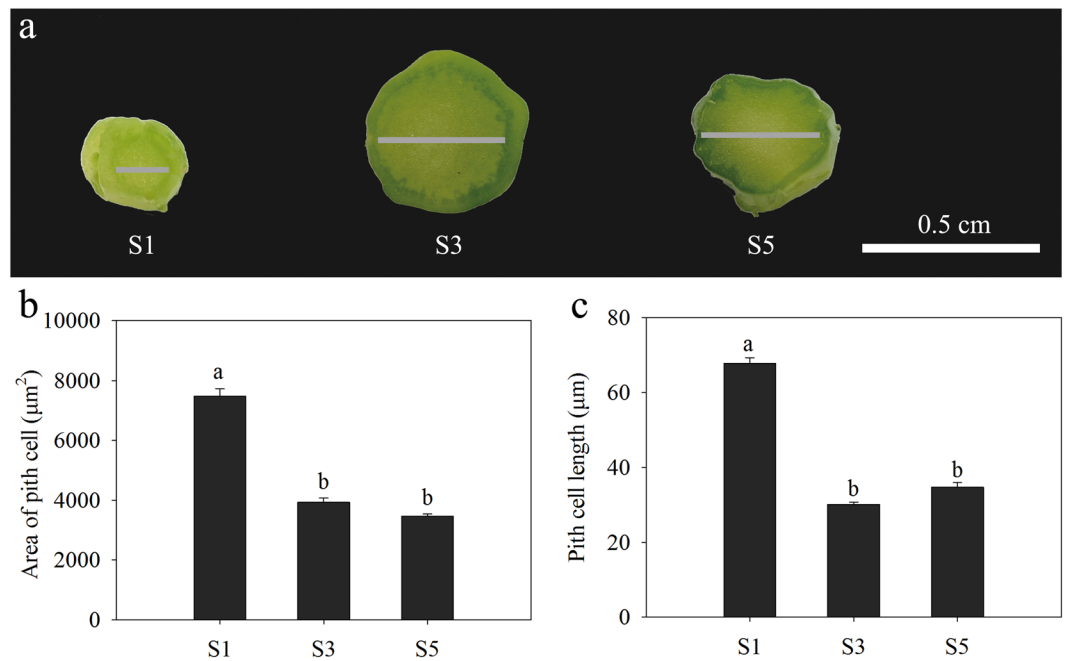 a
S1
S3
S5
0.5 cm
b
Area of pith cell (μm²)
10000
8000
6000
4000
2000
0
a
b
b
S1
S3
S5
c
Pith cell length (μm)
80
60
40
20
0
a
b
b
S1
S3
S5